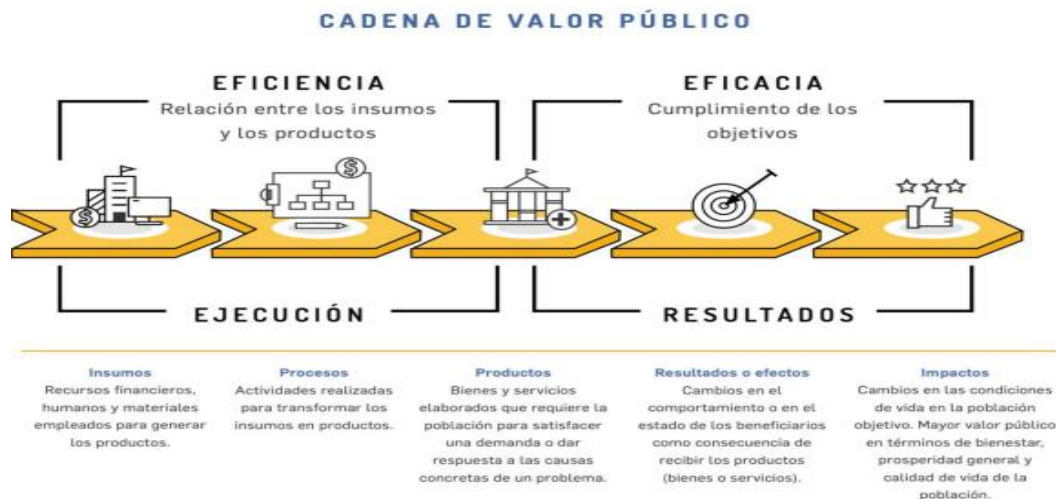 CADENA DE VALOR PÚBLICO
EFICIENCIA
Relación entre los insumos
y los productos
EFICACIA
Cumplimiento de los
objetivos
$
$
EJECUCIÓN
RESULTADOS
Insumos
Recursos financieros,
humanos y materiales
empleados para generar
los productos.
Procesos
Actividades realizadas
para transformar los
insumos en productos.
Productos
Bienes y servicios
elaborados que requiere la
población para satisfacer
una demanda o dar
respuesta a las causas
concretas de un problema.
Resultados o efectos
Cambios en el
comportamiento o en el
estado de los beneficiarios
como consecuencia de
recibir los productos
(bienes o servicios).
Impactos
Cambios en las condiciones
de vida en la población
objetivo. Mayor valor público
en términos de bienestar,
prosperidad general y
calidad de vida de la
población.